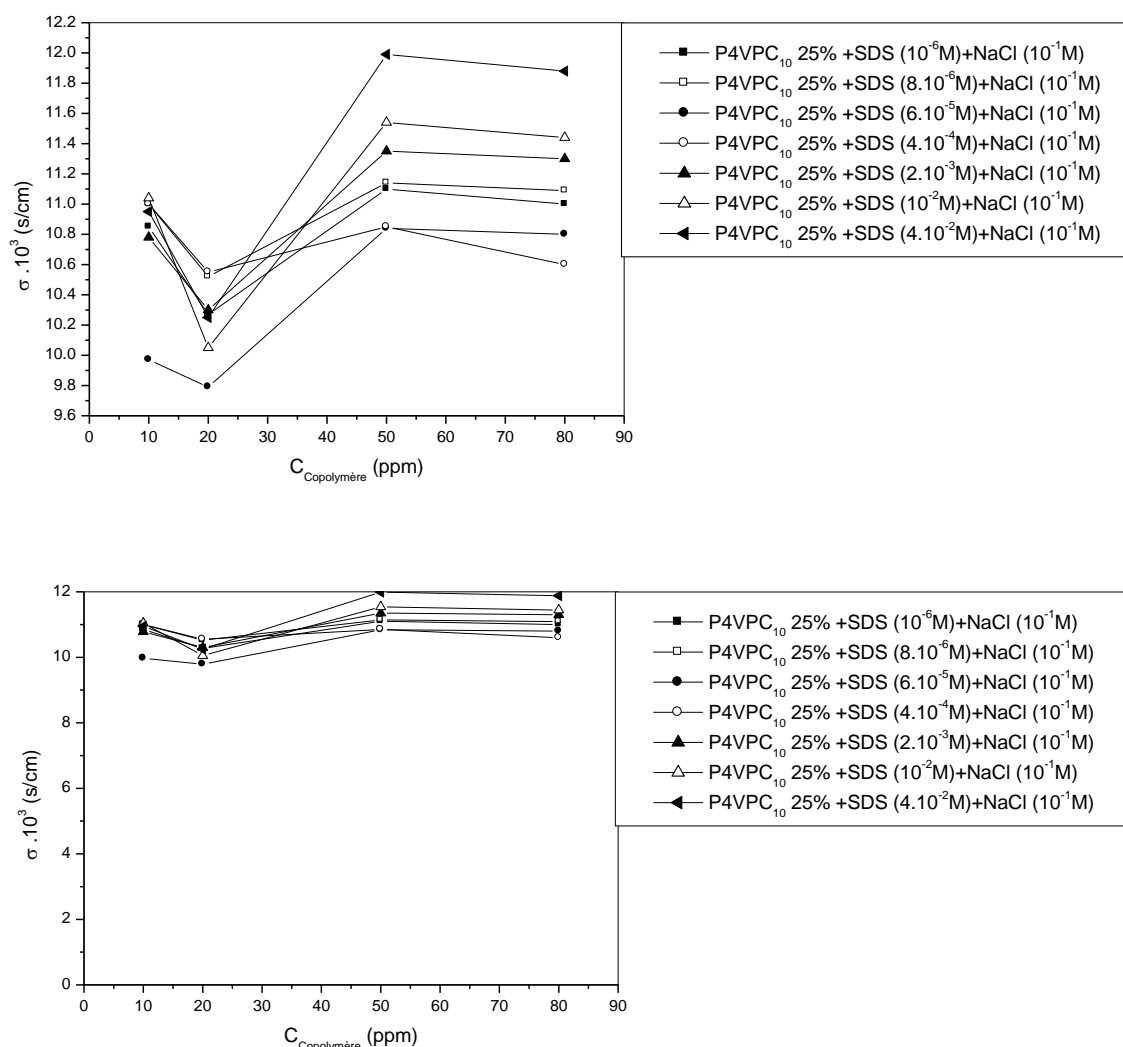 12.2
12.0
11.8
11.6
11.4
11.2
11.0
10.8
10.6
10.4
10.2
10.0
9.8
9.6
σ .10³ (s/cm)
0 10 20 30 40 50 60 70 80 90
C_Copolymère (ppm)
P4VPC₁₀ 25% +SDS (10⁻⁶M)+NaCl (10⁻¹M)
P4VPC₁₀ 25% +SDS (8.10⁻⁶M)+NaCl (10⁻¹M)
P4VPC₁₀ 25% +SDS (6.10⁻⁵M)+NaCl (10⁻¹M)
P4VPC₁₀ 25% +SDS (4.10⁻⁴M)+NaCl (10⁻¹M)
P4VPC₁₀ 25% +SDS (2.10⁻³M)+NaCl (10⁻¹M)
P4VPC₁₀ 25% +SDS (10⁻²M)+NaCl (10⁻¹M)
P4VPC₁₀ 25% +SDS (4.10⁻²M)+NaCl (10⁻¹M)
12
10
8
6
4
2
0
σ .10³ (s/cm)
0 10 20 30 40 50 60 70 80 90
C_Copolymère (ppm)
P4VPC₁₀ 25% +SDS (10⁻⁶M)+NaCl (10⁻¹M)
P4VPC₁₀ 25% +SDS (8.10⁻⁶M)+NaCl (10⁻¹M)
P4VPC₁₀ 25% +SDS (6.10⁻⁵M)+NaCl (10⁻¹M)
P4VPC₁₀ 25% +SDS (4.10⁻⁴M)+NaCl (10⁻¹M)
P4VPC₁₀ 25% +SDS (2.10⁻³M)+NaCl (10⁻¹M)
P4VPC₁₀ 25% +SDS (10⁻²M)+NaCl (10⁻¹M)
P4VPC₁₀ 25% +SDS (4.10⁻²M)+NaCl (10⁻¹M)